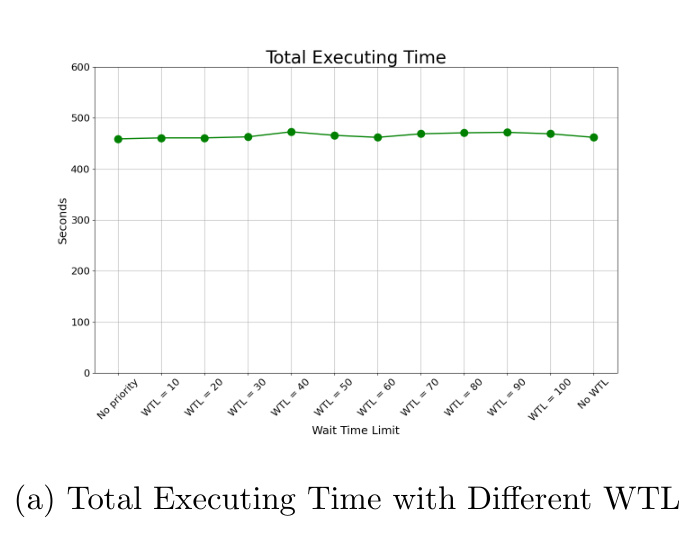 Total Executing Time
600
500
400
300
200
100
0
Seconds
No priority
WTL = 10
WTL = 20
WTL = 30
WTL = 40
WTL = 50
WTL = 60
WTL = 70
WTL = 80
WTL = 90
WTL = 100
No WTL
Wait Time Limit
(a) Total Executing Time with Different WTL